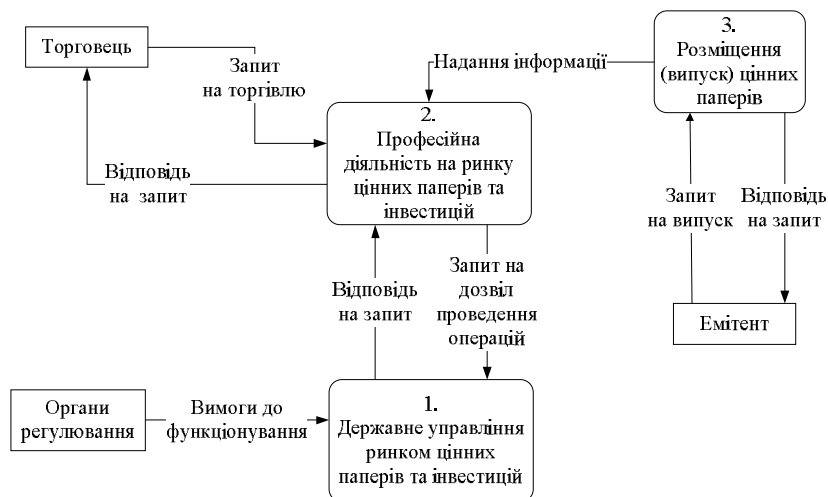 Торговець
Запит
на торгівлю
Відповідь
на запит
Надання інформації
3.
Розміщення
(випуск) цінних
паперів
2.
Професійна
діяльність на ринку
цінних паперів та
інвестицій
Запит
на випуск
Відповідь
на запит
Емітент
Відповідь
на запит
Запит на
дозвіл
проведення
операцій
Органи
регулювання
Вимоги до
функціонування
1.
Державне управління
ринком цінних
паперів та інвестицій